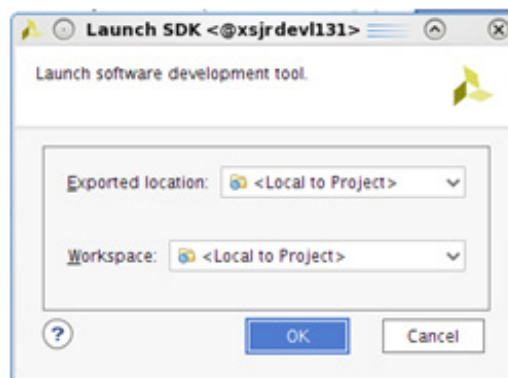 Launch SDK <@xsjrdevl131>
Launch software development tool.
Exported location: <Local to Project>
Workspace: <Local to Project>
? OK Cancel